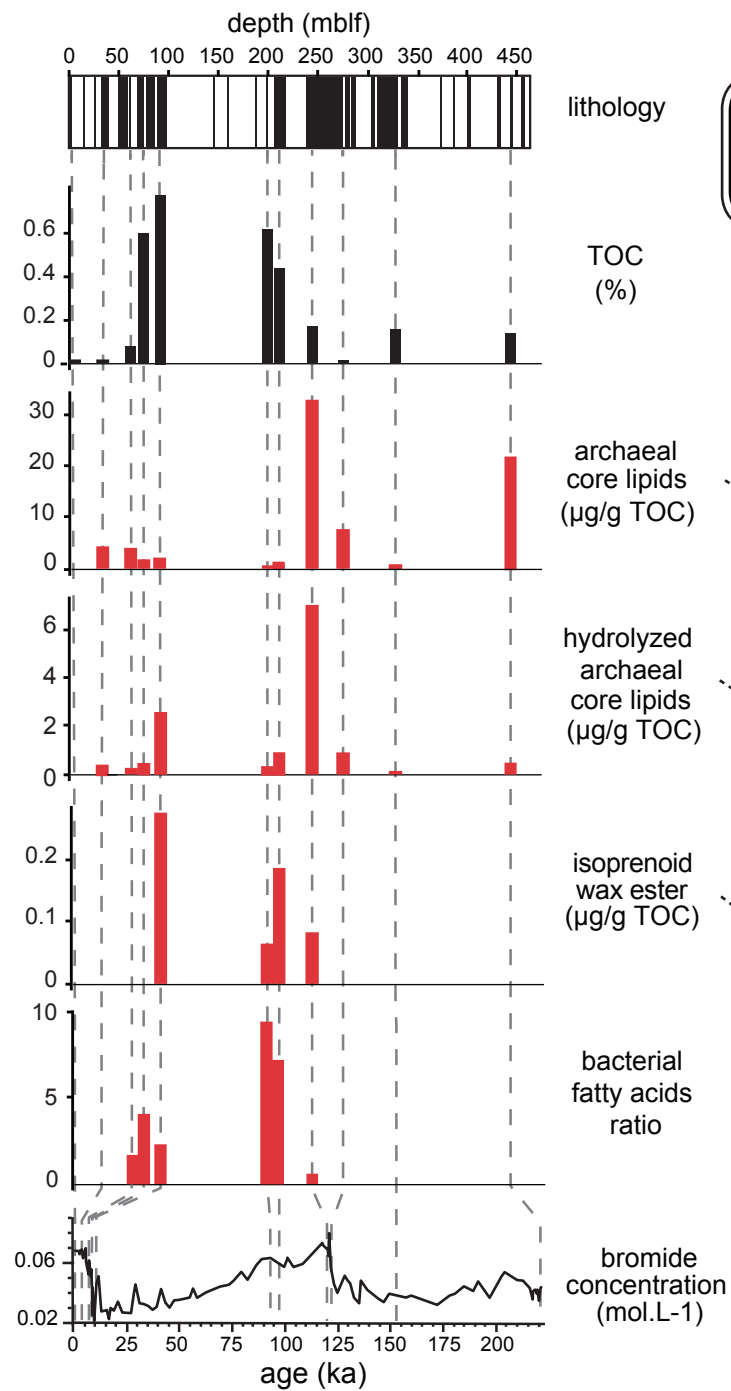 depth (mblf)
0 50 100 200 250 300 350 400 450
lithology
0.6
0.4
0.2
0
TOC
(%)
30
20
10
0
archaeal
core lipids
(µg/g TOC)
6
4
2
0
hydrolyzed
archaeal
core lipids
(µg/g TOC)
0.2
0.1
0
isoprenoid
wax ester
(µg/g TOC)
10
5
0
bacterial
fatty acids
ratio
0.06
0.02
bromide
concentration
(mol.L-1)
0 25 50 75 100 125 150 175 200
age (ka)